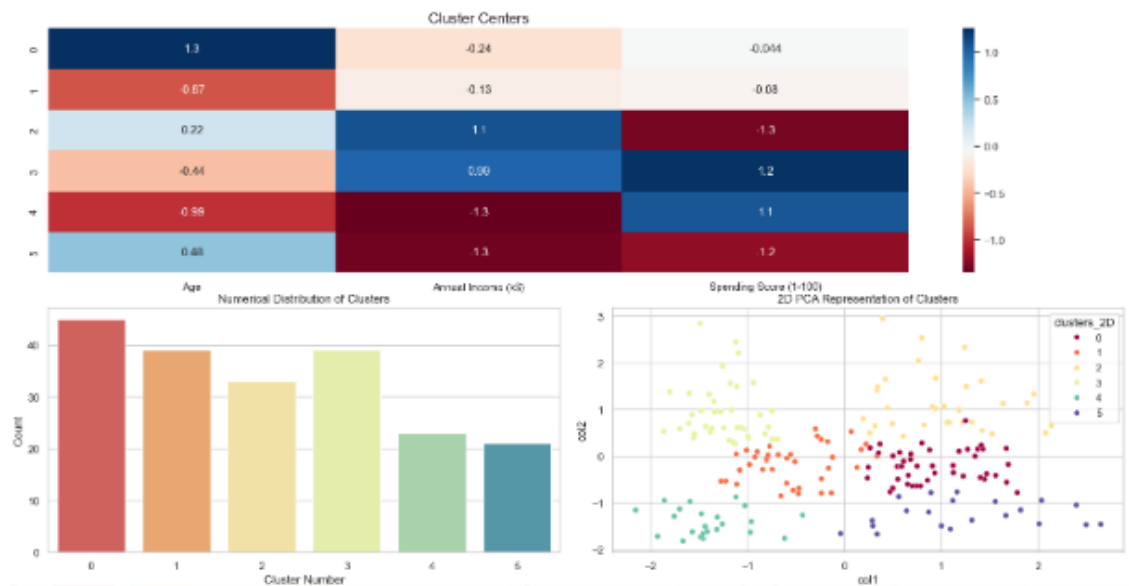 Cluster Centers
0 1.3 -0.24 -0.044
1 -0.87 -0.13 -0.08
2 0.22 1.1 -1.3
3 -0.44 0.99 1.2
4 -0.99 -1.3 1.1
5 0.48 -1.3 -1.2
1.0
0.5
0.0
-0.5
-1.0
Age Annual Income (k$) Spending Score (1-100)
Numerical Distribution of Clusters
Count
40
30
20
10
0
0 1 2 3 4 5
Cluster Number
2D PCA Representation of Clusters
col2
3
2
1
0
-1
-2
-2 -1 0 1 2
col1
clusters_2D
0
1
2
3
4
5